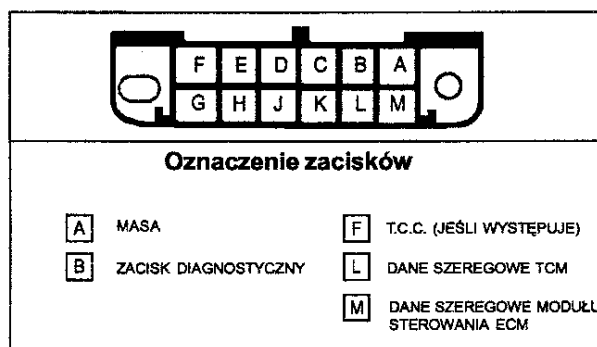 F E D C B A
G H J K L M
Oznaczenie zacisków
A MASA
B ZACISK DIAGNOSTYCZNY
F T.C.C. (JEŚLI WYSTĘPUJE)
L DANE SZEREGOWE TCM
M DANE SZEREGOWE MODUŁU
STEROWANIA ECM